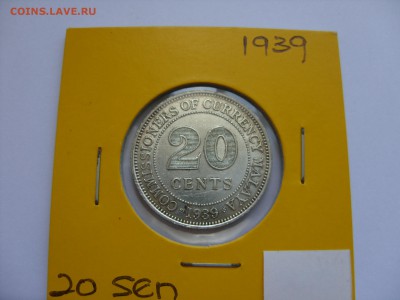 COINS.LAVE.RU
1939
COMMISSIONERS OF CURRENCY MALAYA
20
CENTS
1939
20 sen